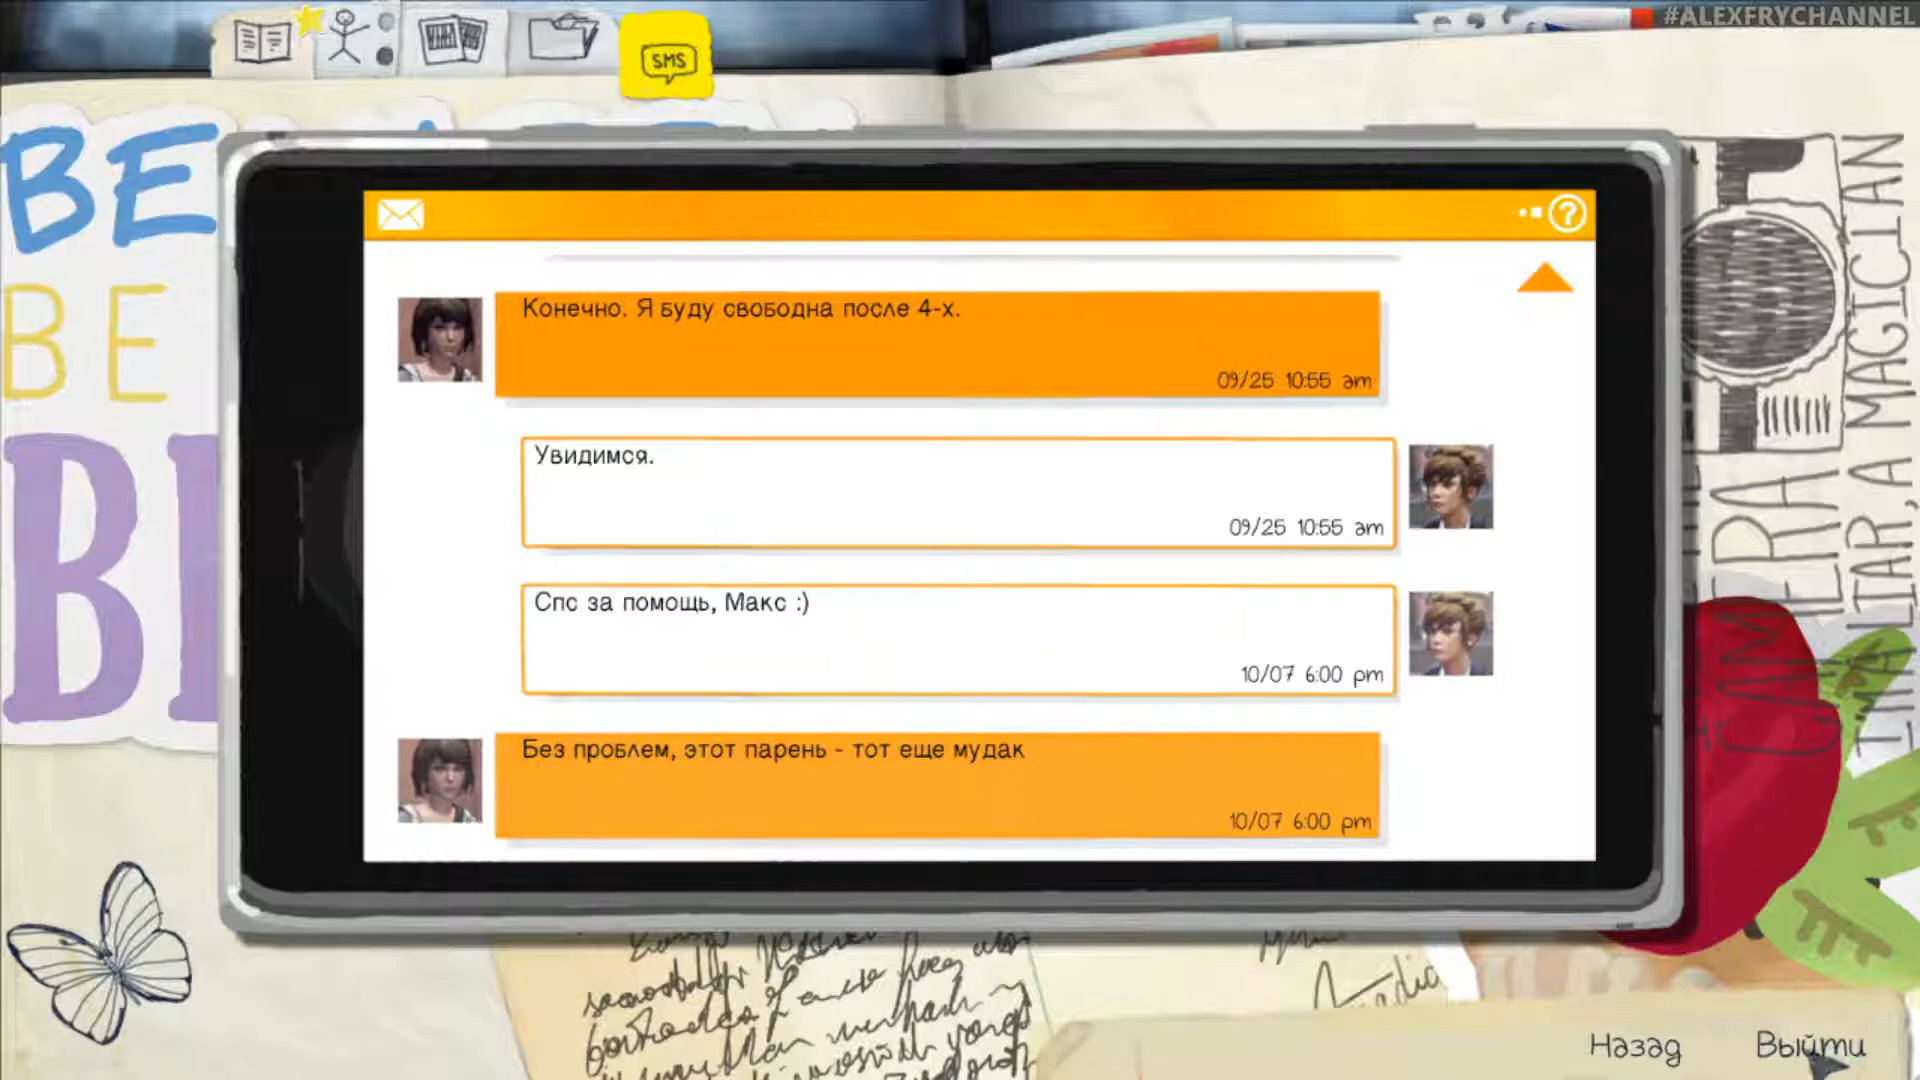 #ALEXFRYCHANNEL
SMS
BE
BE
Конечно. Я буду свободна после 4-х.
09/25 10:55 am
Увидимся.
09/25 10:55 am
Спс за помощь, Макс :)
10/07 6:00 pm
Без проблем, этот парень - тот еще мудак
10/07 6:00 pm
LIAR, A MAGICIAN
Назад
Выйти